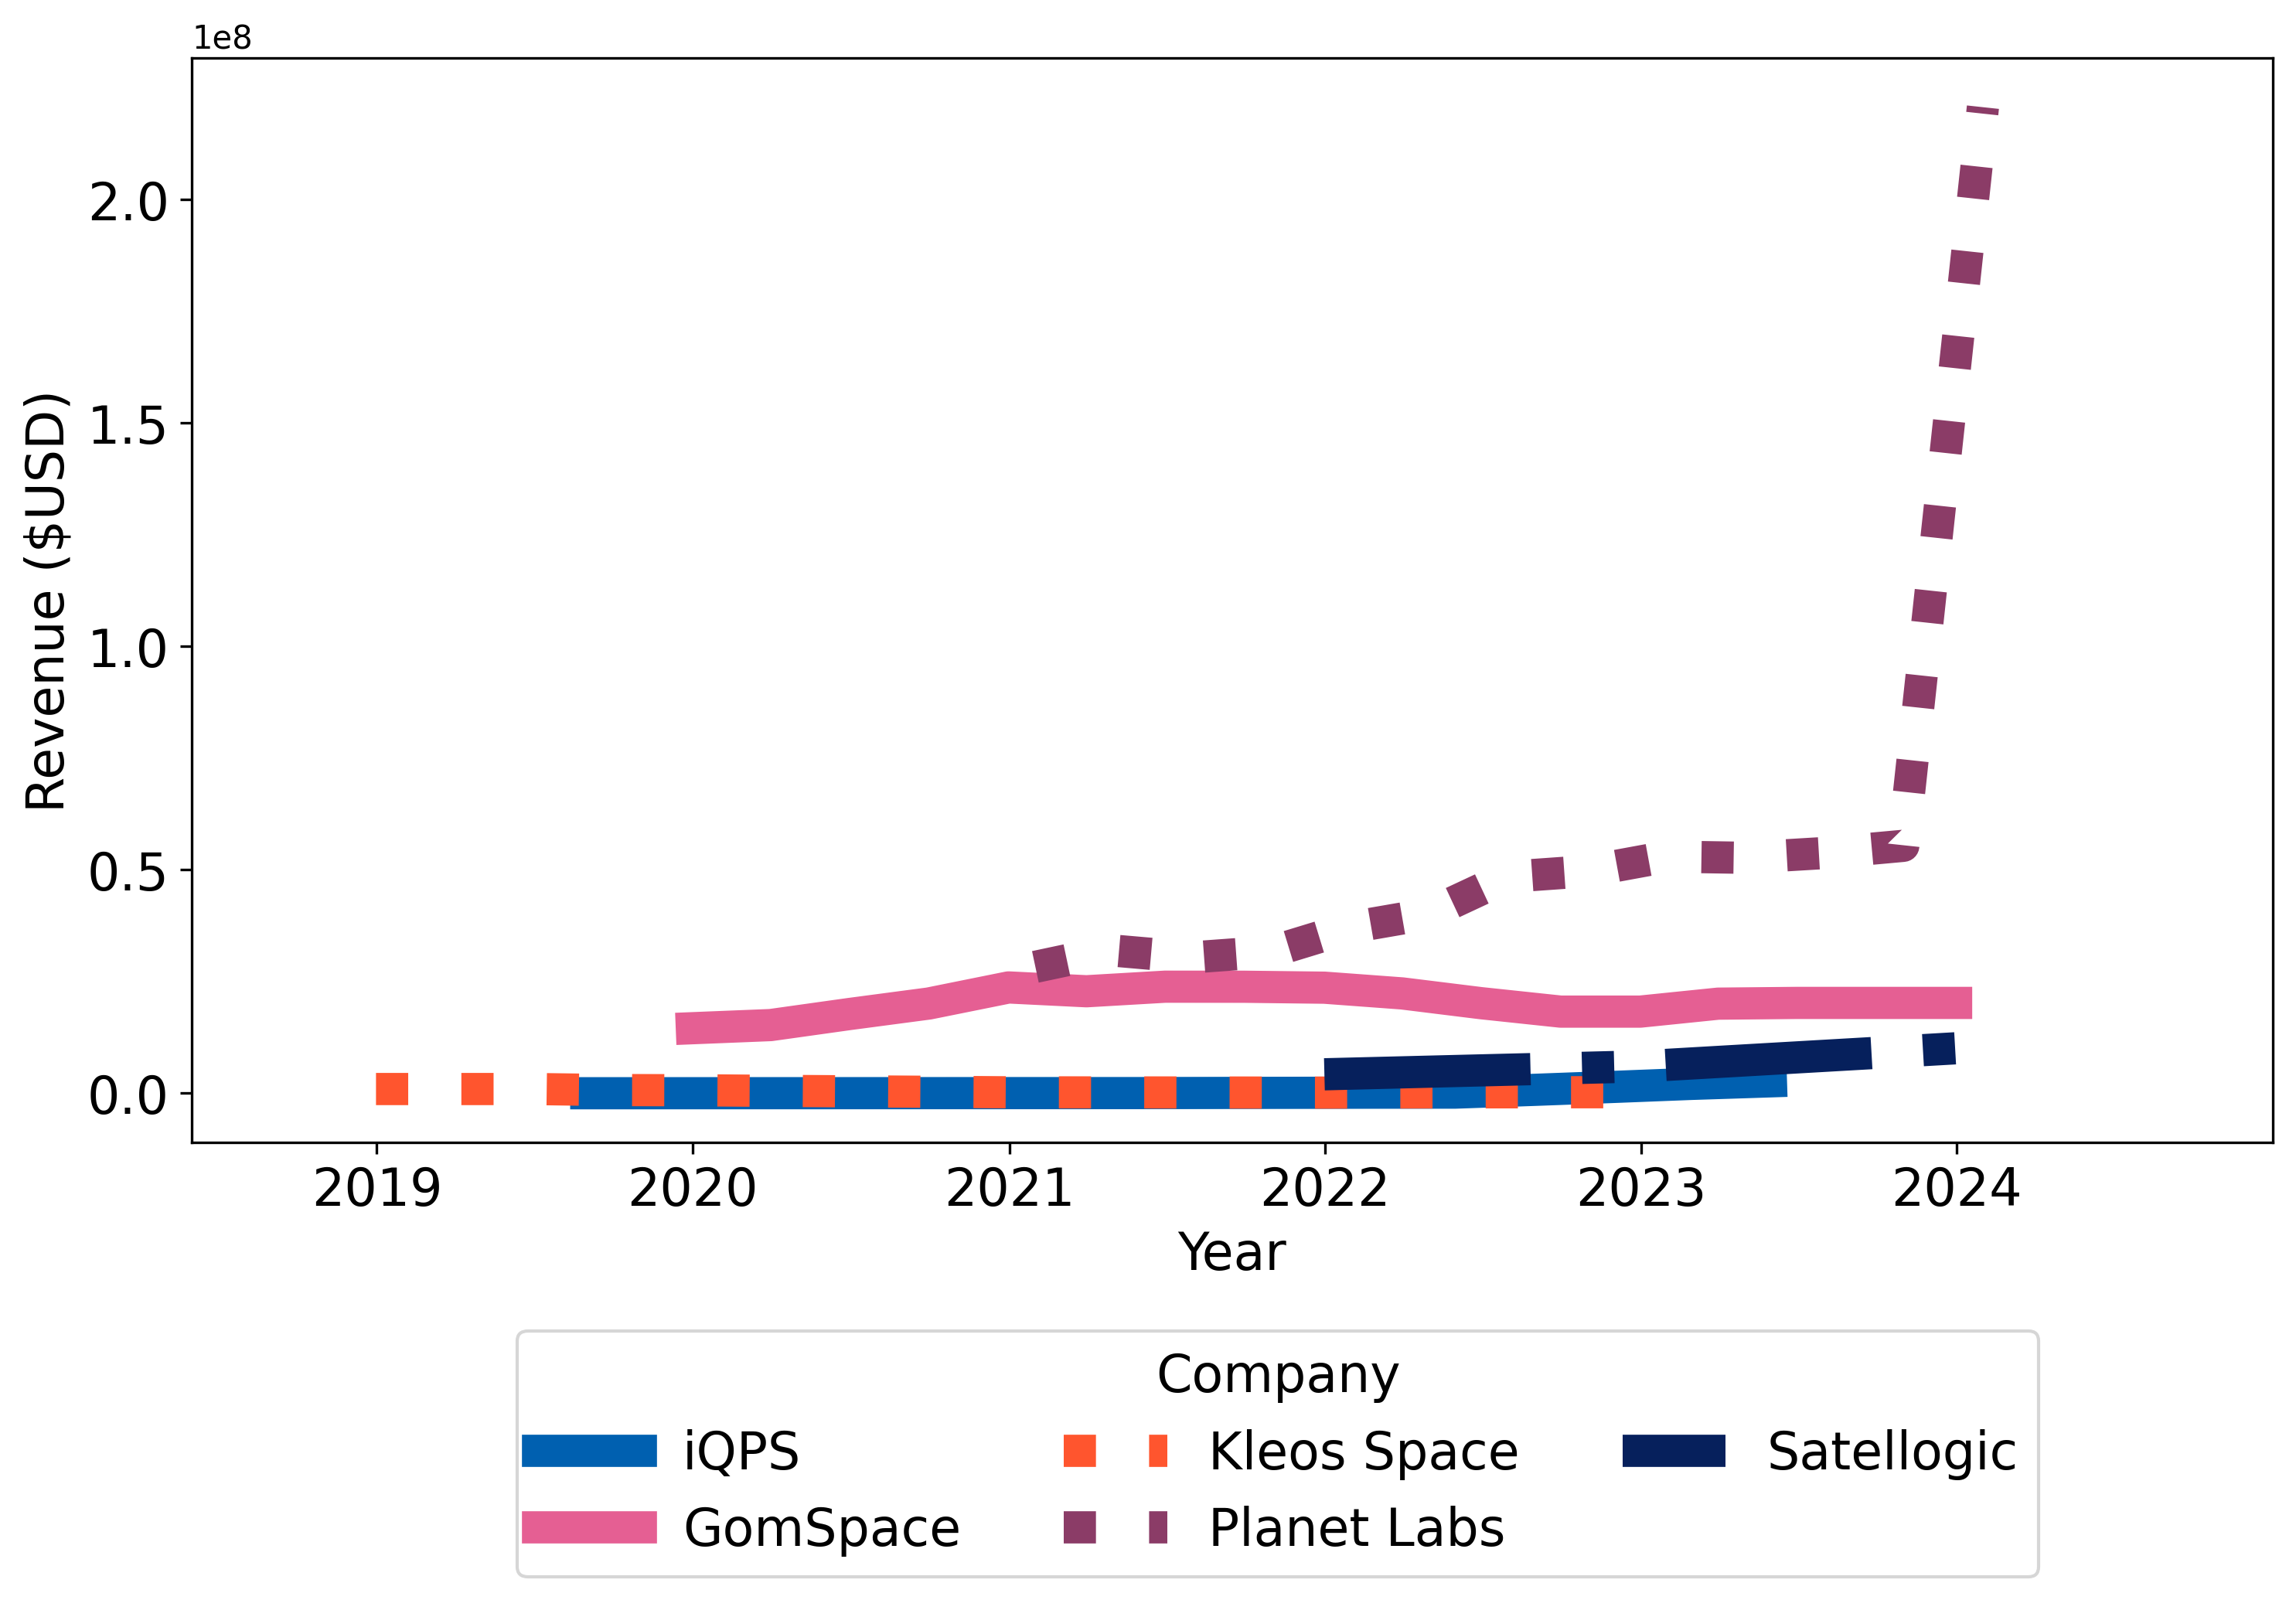 1e8
2.0
1.5
1.0
0.5
0.0
Revenue ($USD)
2019 2020 2021 2022 2023 2024
Year
Company
iQPS Kleos Space Satellogic
GomSpace Planet Labs